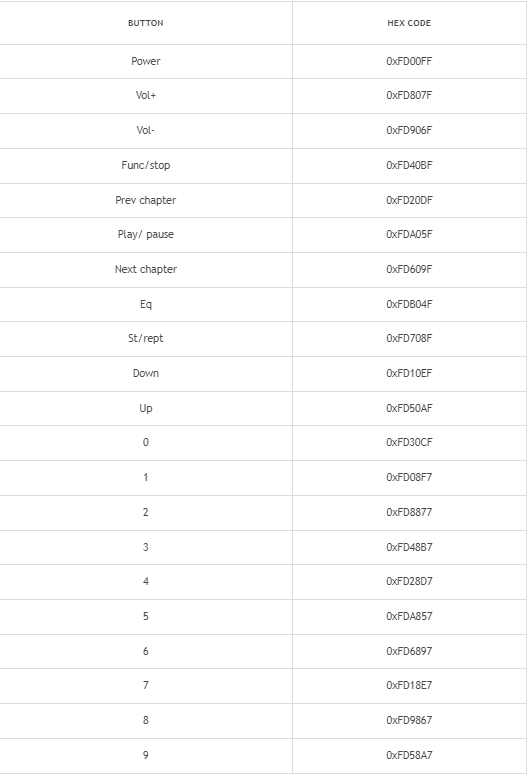 BUTTON HEX CODE
Power 0xFD00FF
Vol+ 0xFD807F
Vol- 0xFD906F
Func/stop 0xFD40BF
Prev chapter 0xFD20DF
Play/ pause 0xFDA05F
Next chapter 0xFD609F
Eq 0xFDB04F
St/rept 0xFD708F
Down 0xFD10EF
Up 0xFD50AF
0 0xFD30CF
1 0xFD08F7
2 0xFD8877
3 0xFD48B7
4 0xFD28D7
5 0xFDA857
6 0xFD6897
7 0xFD18E7
8 0xFD9867
9 0xFD58A7